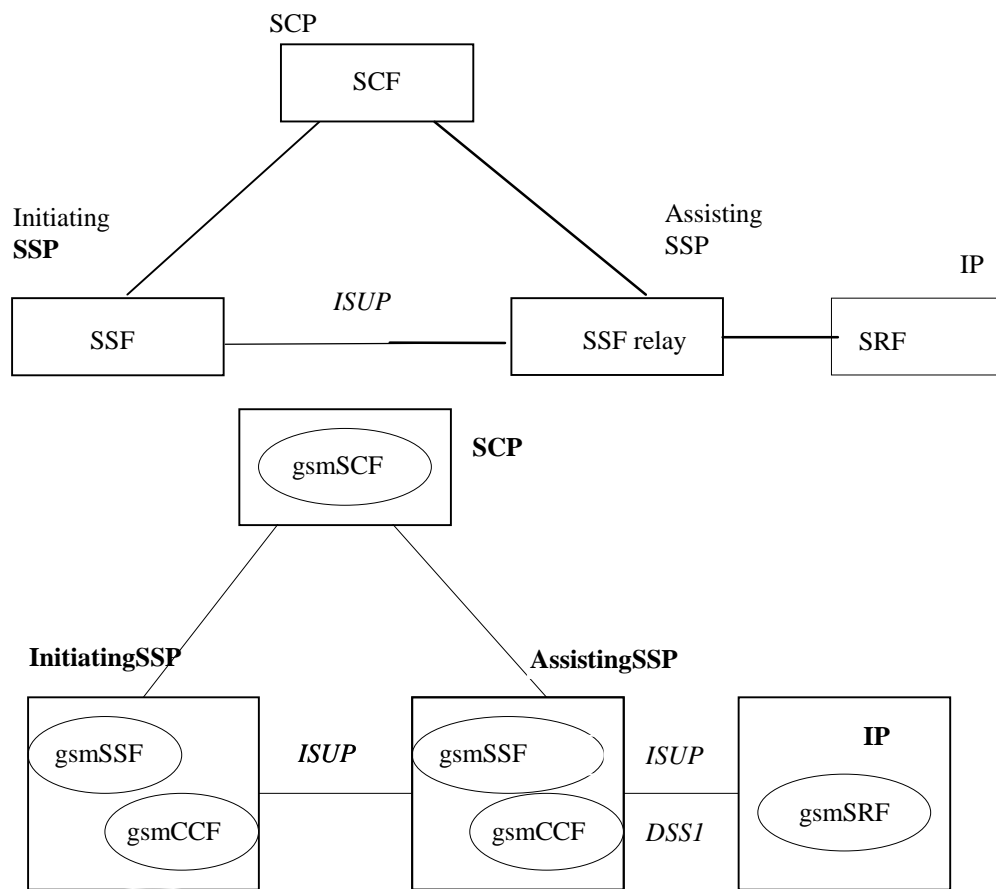 SCP
SCF
Initiating
SSP
Assisting
SSP
IP
ISUP
SSF
SSF relay
SRF
SCP
gsmSCF
InitiatingSSP
AssistingSSP
gsmSSF
ISUP
gsmSSF
ISUP
IP
gsmCCF
gsmCCF
DSS1
gsmSRF